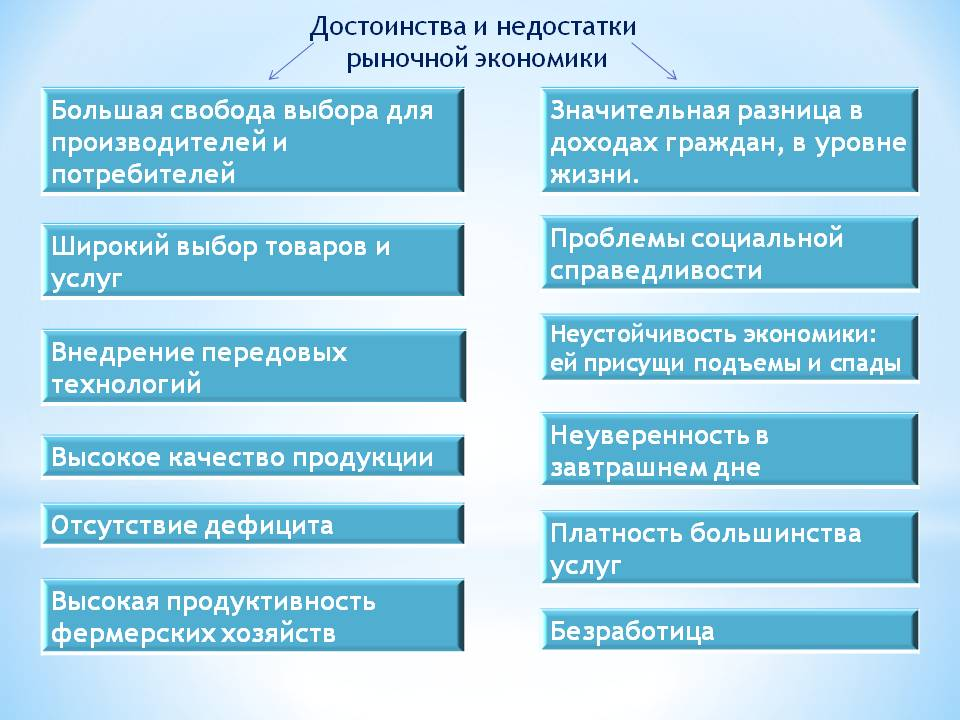 Достоинства и недостатки
рыночной экономики
Большая свобода выбора для
производителей и
потребителей
Широкий выбор товаров и
услуг
Внедрение передовых
технологий
Высокое качество продукции
Отсутствие дефицита
Высокая продуктивность
фермерских хозяйств
Значительная разница в
доходах граждан, в уровне
жизни.
Проблемы социальной
справедливости
Неустойчивость экономики:
ей присущи подъемы и спады
Неуверенность в
завтрашнем дне
Платность большинства
услуг
Безработица